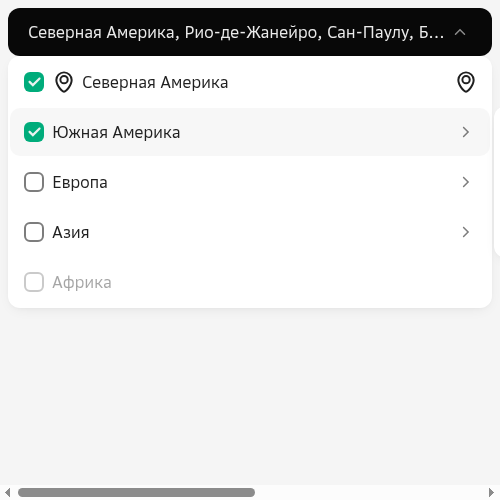 Северная Америка, Рио-де-Жанейро, Сан-Паулу, Б...
Северная Америка
Южная Америка
Европа
Азия
Африка